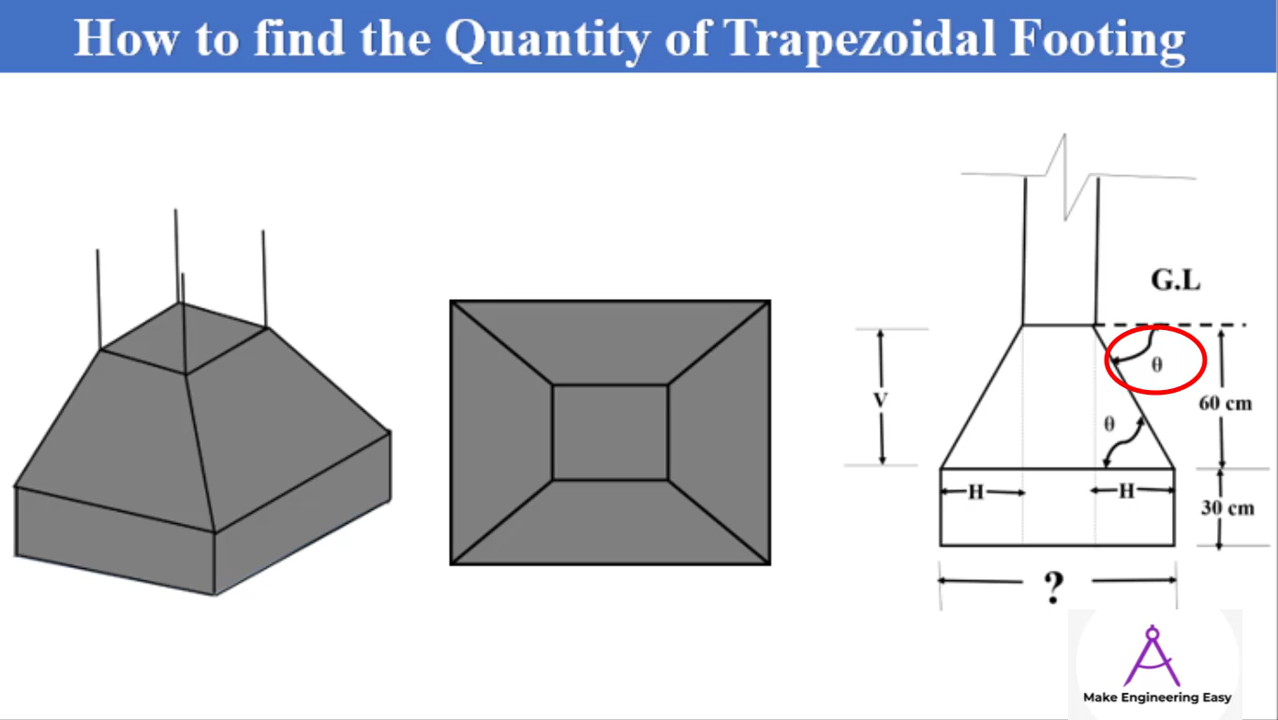 How to find the Quantity of Trapezoidal Footing
G.L
θ
V
60 cm
θ
H
H
30 cm
?
Make Engineering Easy